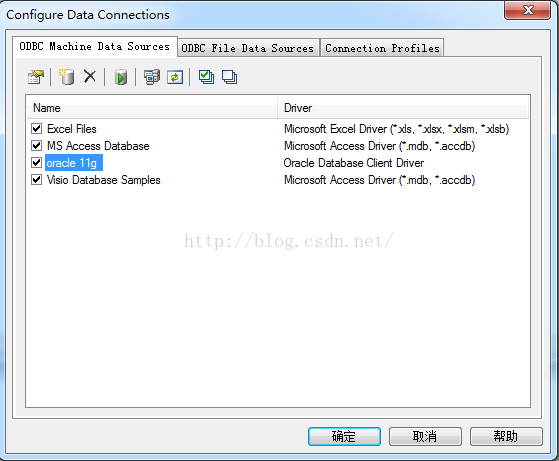 Configure Data Connections
ODBC Machine Data Sources ODBC File Data Sources Connection Profiles
Name Driver
Excel Files Microsoft Excel Driver (*.xls, *.xlsx, *.xlsm, *.xlsb)
MS Access Database Microsoft Access Driver (*.mdb, *.accdb)
oracle 11g Oracle Database Client Driver
Visio Database Samples Microsoft Access Driver (*.mdb, *.accdb)
http://blog.csdn.net/
确定 取消 帮助